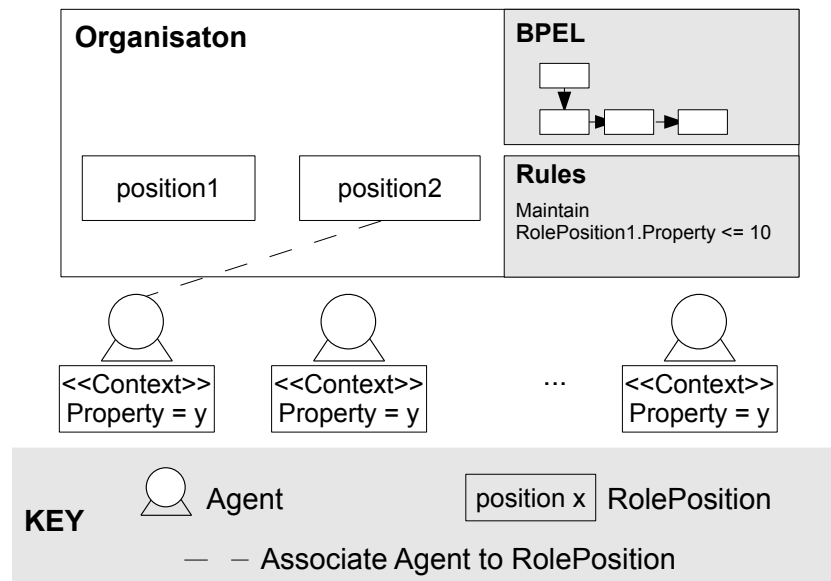 Organisaton
BPEL
position1
position2
Rules
Maintain
RolePosition1.Property <= 10
<<Context>>
Property = y
<<Context>>
Property = y
...
<<Context>>
Property = y
KEY
Agent
position x
RolePosition
Associate Agent to RolePosition